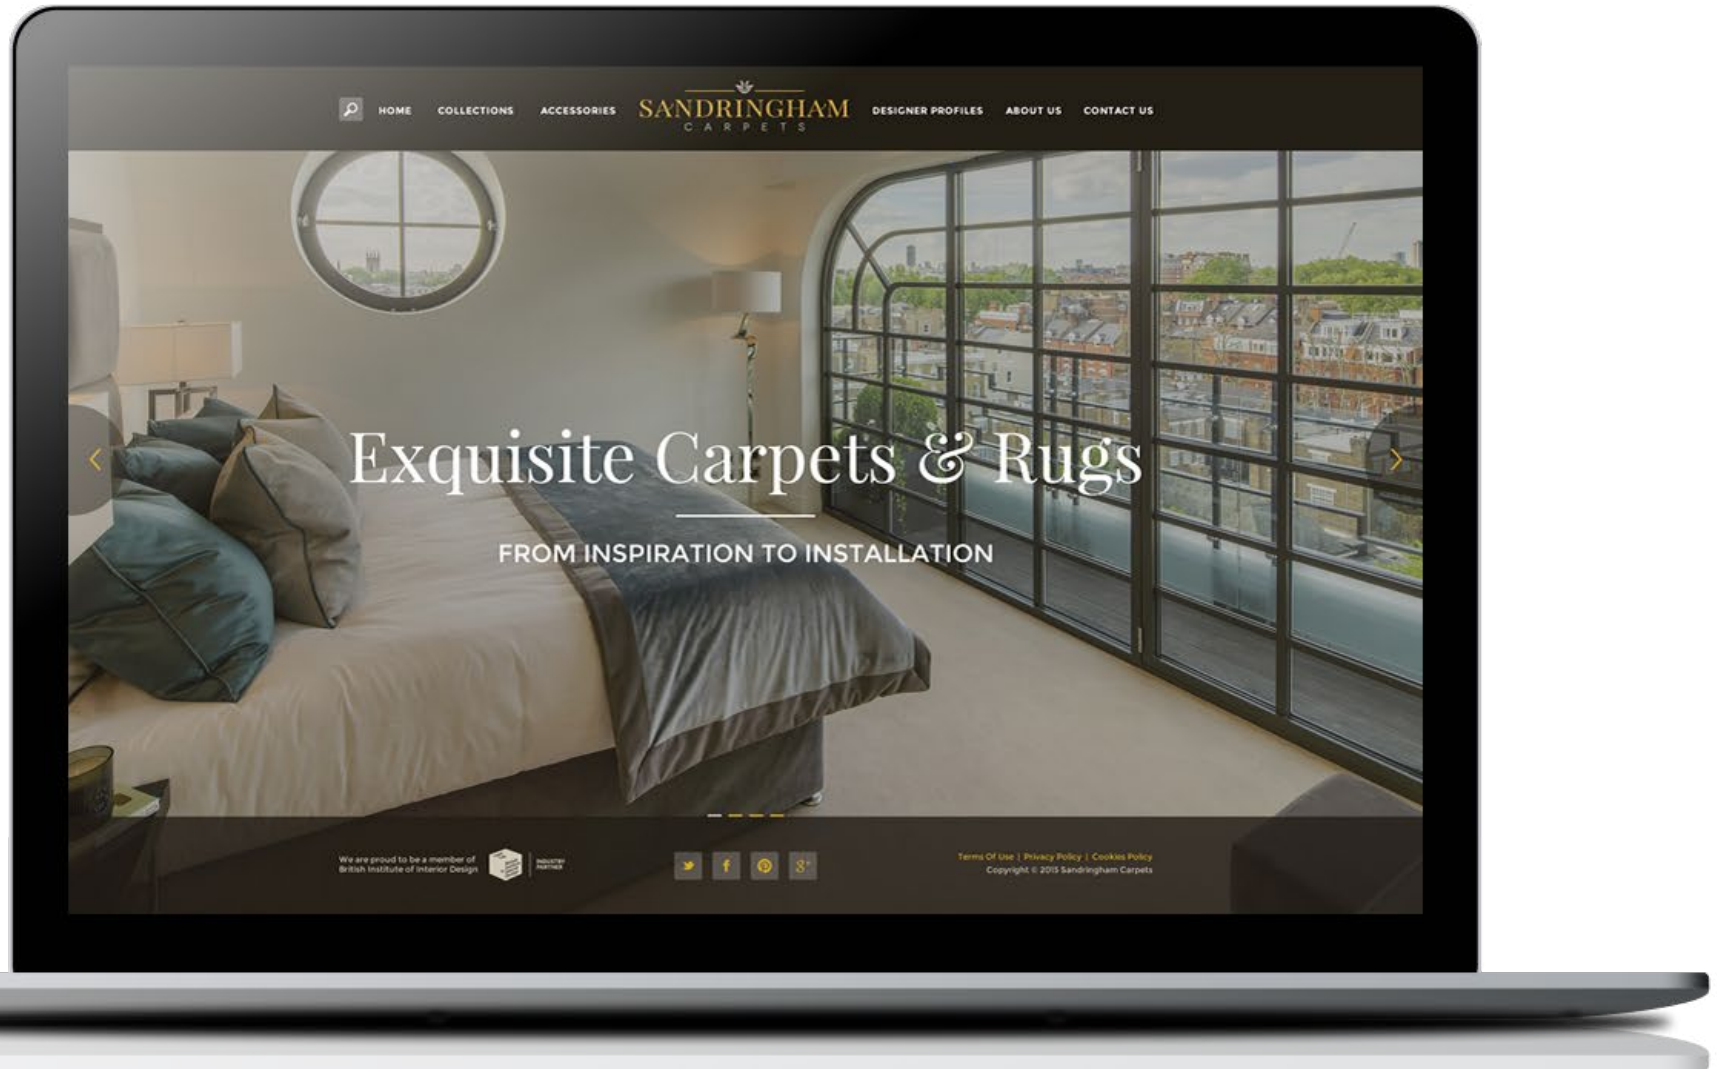 HOME
COLLECTIONS
ACCESSORIES
SANDRINGHAM
CARPETS
DESIGNER PROFILES
ABOUT US
CONTACT US
Exquisite Carpets & Rugs
FROM INSPIRATION TO INSTALLATION
We are proud to be a member of
British Institute of Interior Design
INDUSTRY
PARTNER
Terms Of Use | Privacy Policy | Cookies Policy
Copyright © 2015 Sandringham Carpets